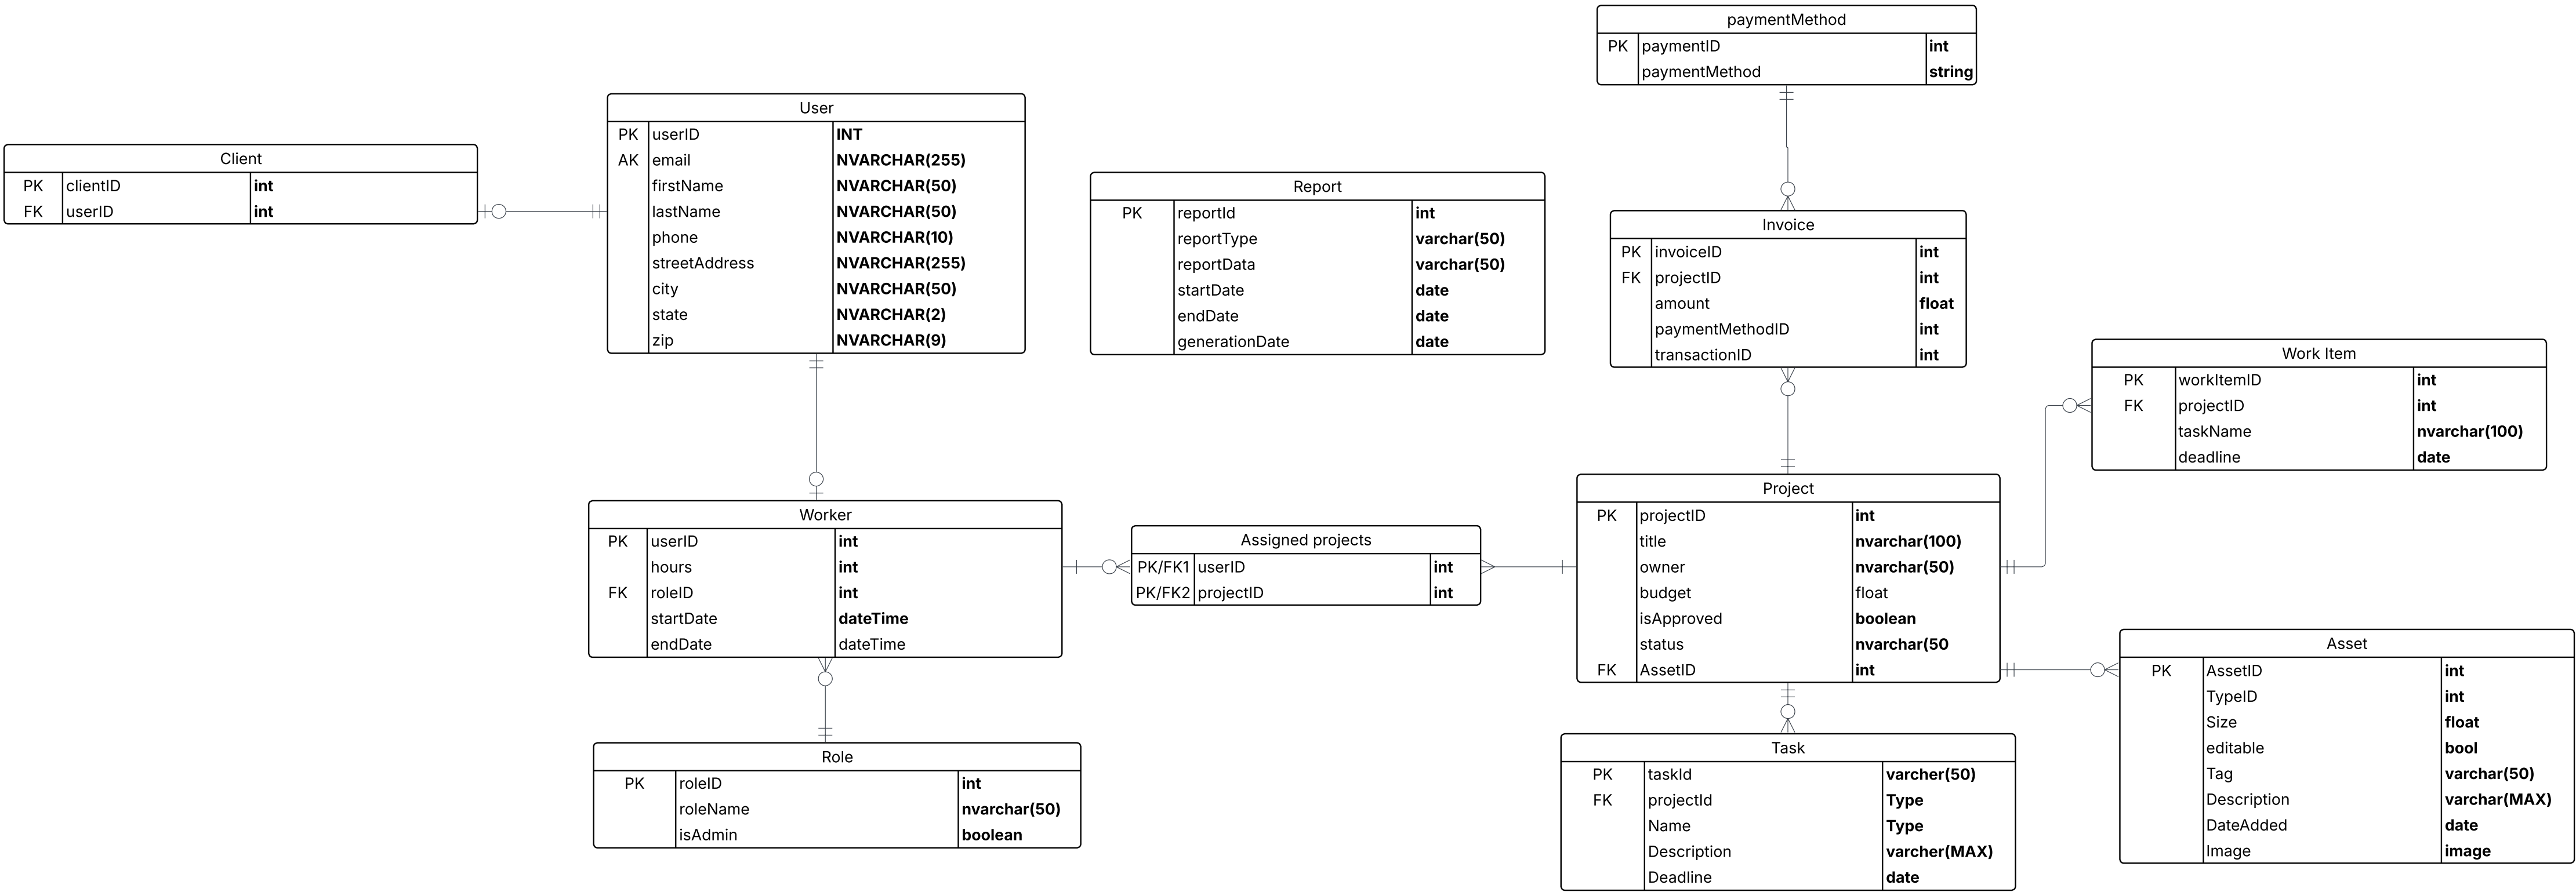 paymentMethod
PK paymentID int
paymentMethod string
User
PK userID INT
AK email NVARCHAR(255)
firstName NVARCHAR(50)
lastName NVARCHAR(50)
phone NVARCHAR(10)
streetAddress NVARCHAR(255)
city NVARCHAR(50)
state NVARCHAR(2)
zip NVARCHAR(9)
Client
PK clientID int
FK userID int
Report
PK reportId int
reportType varchar(50)
reportData varchar(50)
startDate date
endDate date
generationDate date
Invoice
PK invoiceID int
FK projectID int
amount float
paymentMethodID int
transactionID int
Work Item
PK workItemID int
FK projectID int
taskName nvarchar(100)
deadline date
Worker
PK userID int
hours int
FK roleID int
startDate dateTime
endDate dateTime
Assigned projects
PK/FK1 userID int
PK/FK2 projectID int
Project
PK projectID int
title nvarchar(100)
owner nvarchar(50)
budget float
isApproved boolean
status nvarchar(50
FK AssetID int
Asset
PK AssetID int
TypeID int
Size float
editable bool
Tag varchar(50)
Description varchar(MAX)
DateAdded date
Image image
Role
PK roleID int
roleName nvarchar(50)
isAdmin boolean
Task
PK taskId varcher(50)
FK projectId Type
Name Type
Description varcher(MAX)
Deadline date